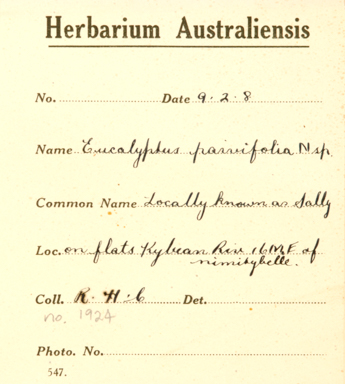 Herbarium Australiensis
No. Date 9.2.8
Name Eucalyptus parvifolia N sp
Common Name Locally known as Sally
Loc. on flats Kybean Riv 16 M E of
nimitybelle.
Coll. R.H.C Det.
no. 1924
Photo. No.
547.